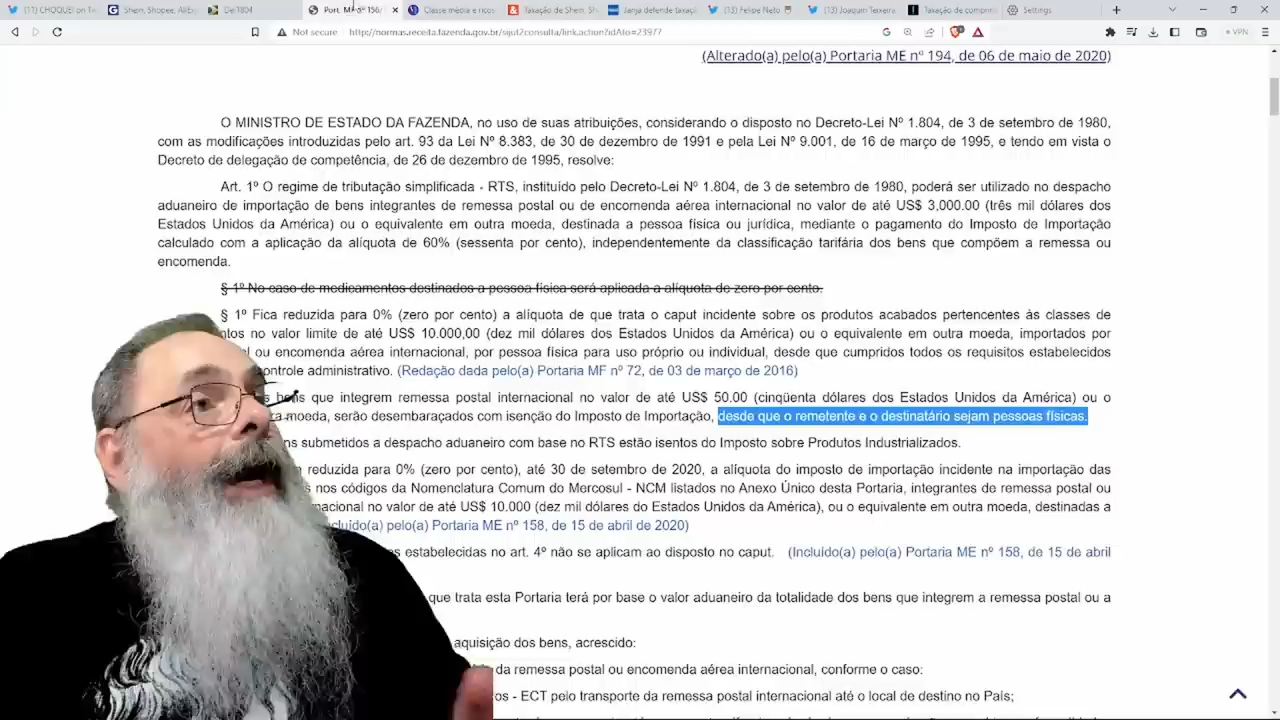 (11) CHOQUEI on Tw
Shein, Shopee, AliExp
Del1804
Port. MF nº 156/
Classe média e ricos
Taxação de Shein, Sh
Janja defende taxaçã
(13) Felipe Neto
(13) Joaquin Teixeira
Taxação de compring
Settings
Not secure
normas.receita.fazenda.gov.br/sijut2consulta/link.action?idAto=23977
VPN
(Alterado(a) pelo(a) Portaria ME nº 194, de 06 de maio de 2020)
O MINISTRO DE ESTADO DA FAZENDA, no uso de suas atribuições, considerando o disposto no Decreto-Lei Nº 1.804, de 3 de setembro de 1980,
com as modificações introduzidas pelo art. 93 da Lei Nº 8.383, de 30 de dezembro de 1991 e pela Lei Nº 9.001, de 16 de março de 1995, e tendo em vista o
Decreto de delegação de competência, de 26 de dezembro de 1995, resolve:
Art. 1º O regime de tributação simplificada - RTS, instituído pelo Decreto-Lei Nº 1.804, de 3 de setembro de 1980, poderá ser utilizado no despacho
aduaneiro de importação de bens integrantes de remessa postal ou de encomenda aérea internacional no valor de até US$ 3,000.00 (três mil dólares dos
Estados Unidos da América) ou o equivalente em outra moeda, destinada a pessoa física ou jurídica, mediante o pagamento do Imposto de Importação
calculado com a aplicação da alíquota de 60% (sessenta por cento), independentemente da classificação tarifária dos bens que compõem a remessa ou
encomenda.
§ 1º No caso de medicamentos destinados a pessoa física será aplicada a alíquota de zero por cento.
§ 1º Fica reduzida para 0% (zero por cento) a alíquota de que trata o caput incidente sobre os produtos acabados pertencentes às classes de
ntos no valor limite de até US$ 10.000,00 (dez mil dólares dos Estados Unidos da América) ou o equivalente em outra moeda, importados por
al ou encomenda aérea internacional, por pessoa física para uso próprio ou individual, desde que cumpridos todos os requisitos estabelecidos
ontrole administrativo. (Redação dada pelo(a) Portaria MF nº 72, de 03 de março de 2016)
s bens que integrem remessa postal internacional no valor de até US$ 50.00 (cinqüenta dólares dos Estados Unidos da América) ou o
ra moeda, serão desembaraçados com isenção do Imposto de Importação, desde que o remetente e o destinatário sejam pessoas físicas.
ns submetidos a despacho aduaneiro com base no RTS estão isentos do Imposto sobre Produtos Industrializados.
reduzida para 0% (zero por cento), até 30 de setembro de 2020, a alíquota do imposto de importação incidente na importação das
s nos códigos da Nomenclatura Comum do Mercosul - NCM listados no Anexo Único desta Portaria, integrantes de remessa postal ou
rnacional no valor de até US$ 10.000 (dez mil dólares do Estados Unidos da América), ou o equivalente em outra moeda, destinadas a
cluído(a) pelo(a) Portaria ME nº 158, de 15 de abril de 2020)
es estabelecidas no art. 4º não se aplicam ao disposto no caput. (Incluído(a) pelo(a) Portaria ME nº 158, de 15 de abril
que trata esta Portaria terá por base o valor aduaneiro da totalidade dos bens que integrem a remessa postal ou a
aquisição dos bens, acrescido:
da remessa postal ou encomenda aérea internacional, conforme o caso:
os - ECT pelo transporte da remessa postal internacional até o local de destino no País;